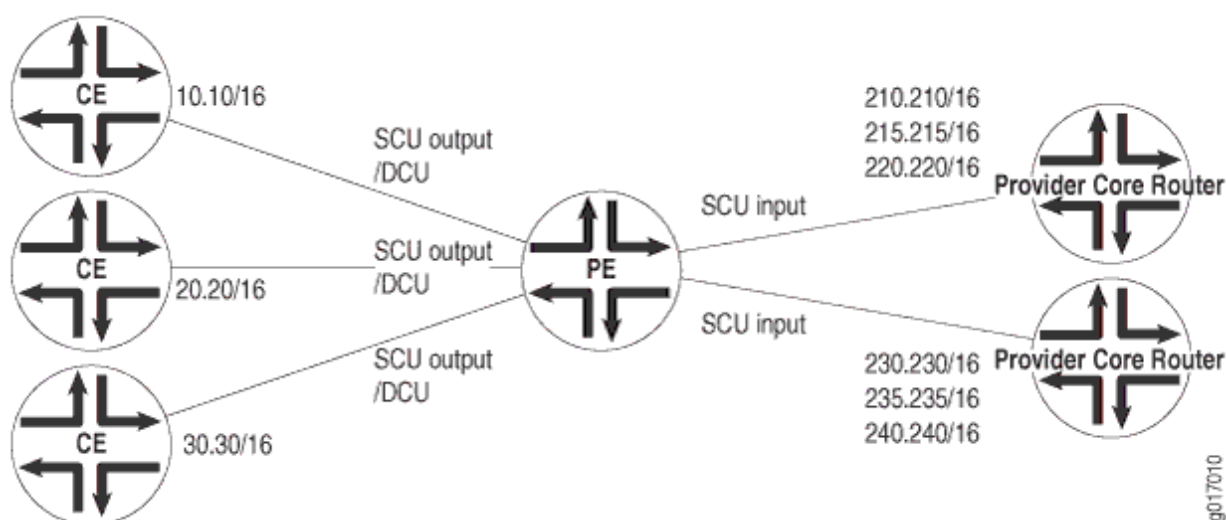 CE
10.10/16
SCU output
/DCU
210.210/16
215.215/16
220.220/16
Provider Core Router
SCU input
CE
20.20/16
SCU output
/DCU
PE
SCU input
Provider Core Router
230.230/16
235.235/16
240.240/16
SCU output
/DCU
CE
30.30/16
g017010